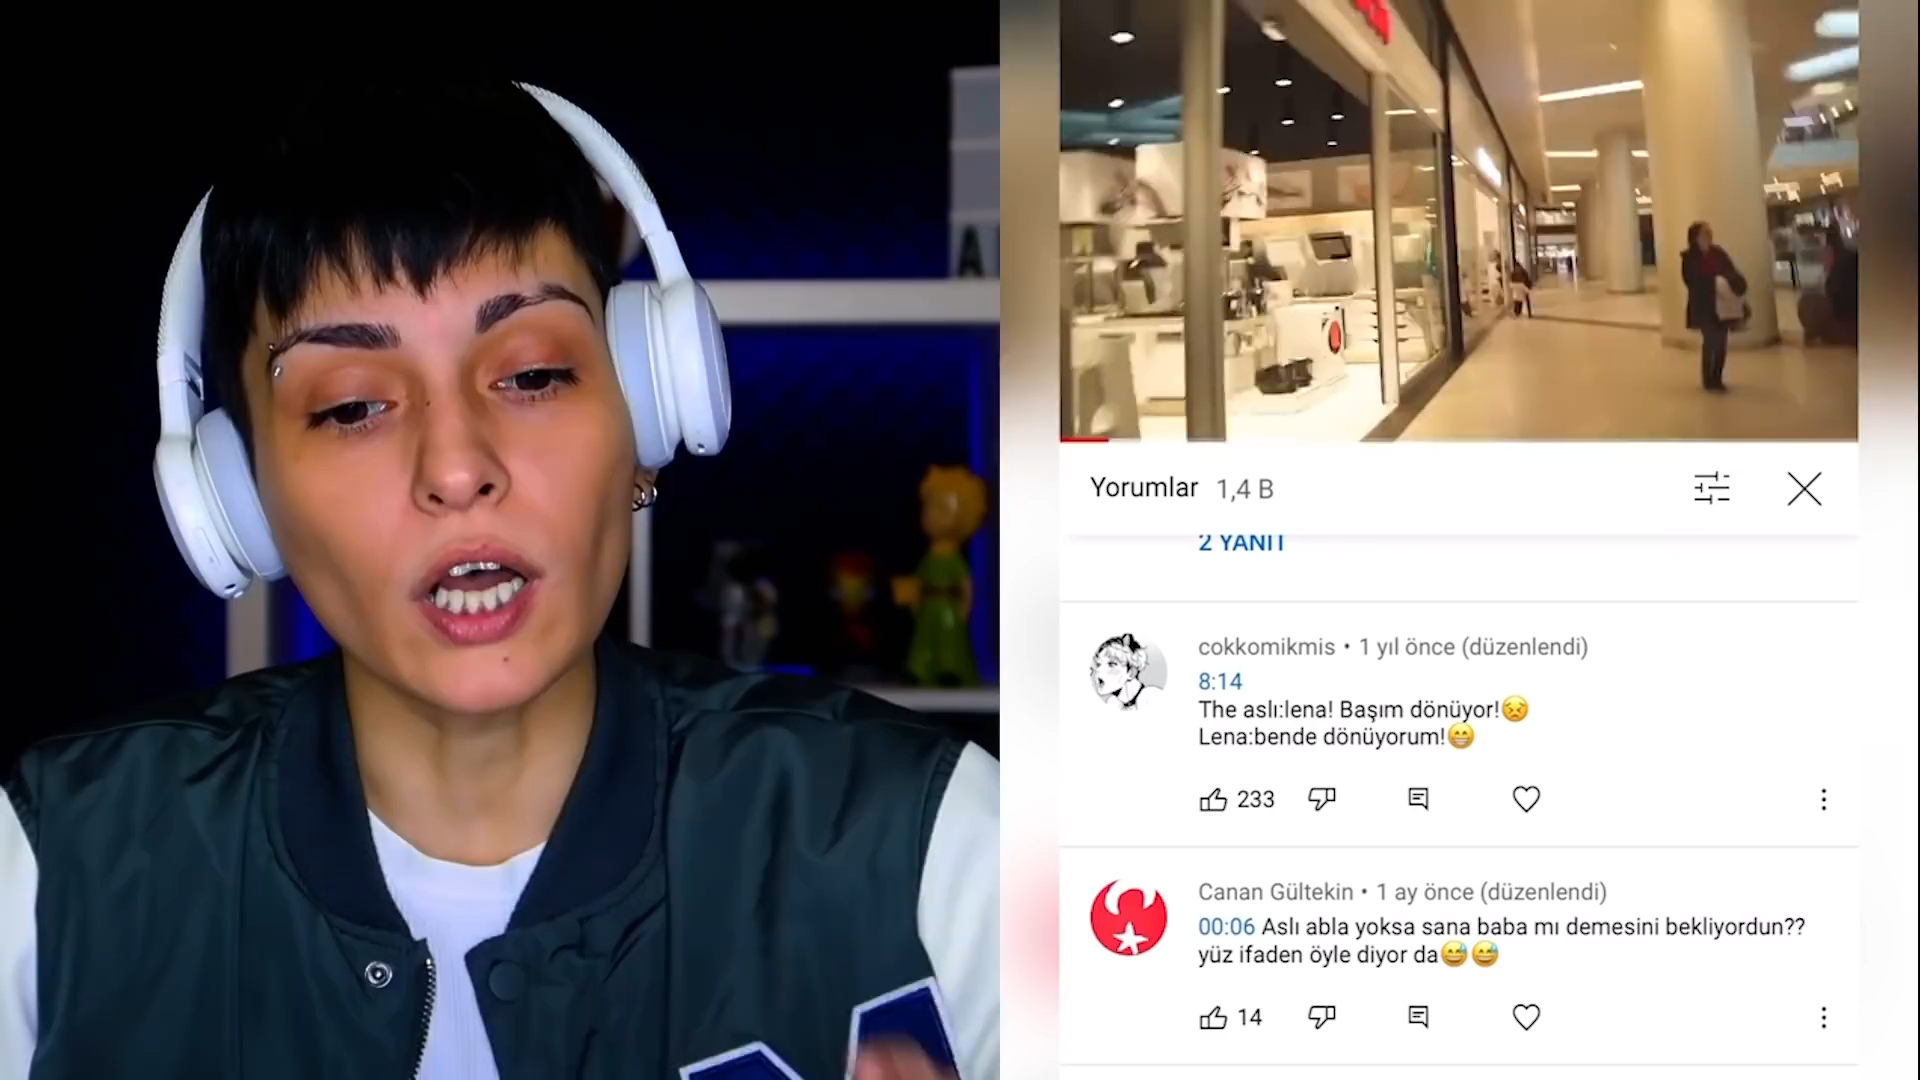 Yorumlar 1,4 B
2 YANIT
cokkomikmis • 1 yıl önce (düzenlendi)
8:14
The aslı:lena! Başım dönüyor!😣
Lena:bende dönüyorum!😁
233
Canan Gültekin • 1 ay önce (düzenlendi)
00:06 Aslı abla yoksa sana baba mı demesini bekliyordun??
yüz ifaden öyle diyor da😅😅
14